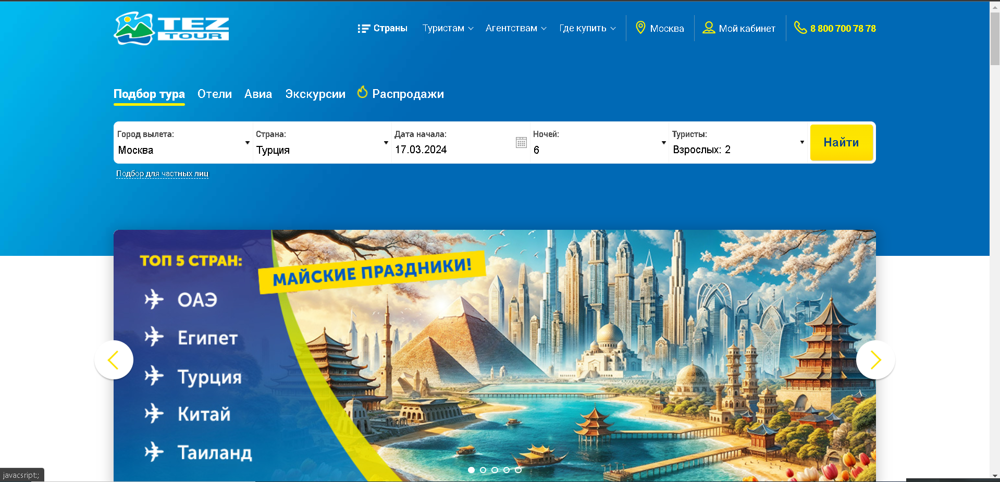 TEZ TOUR
Страны Туристам Агентствам Где купить Москва Мой кабинет 8 800 700 78 78
Подбор тура Отели Авиа Экскурсии Распродажи
Город вылета: Страна: Дата начала: Ночей: Туристы:
Москва Турция 17.03.2024 6 Взрослых: 2 Найти
Подбор для частных лиц
ТОП 5 СТРАН:
МАЙСКИЕ ПРАЗДНИКИ!
ОАЭ
Египет
Турция
Китай
Таиланд
javacsript:;